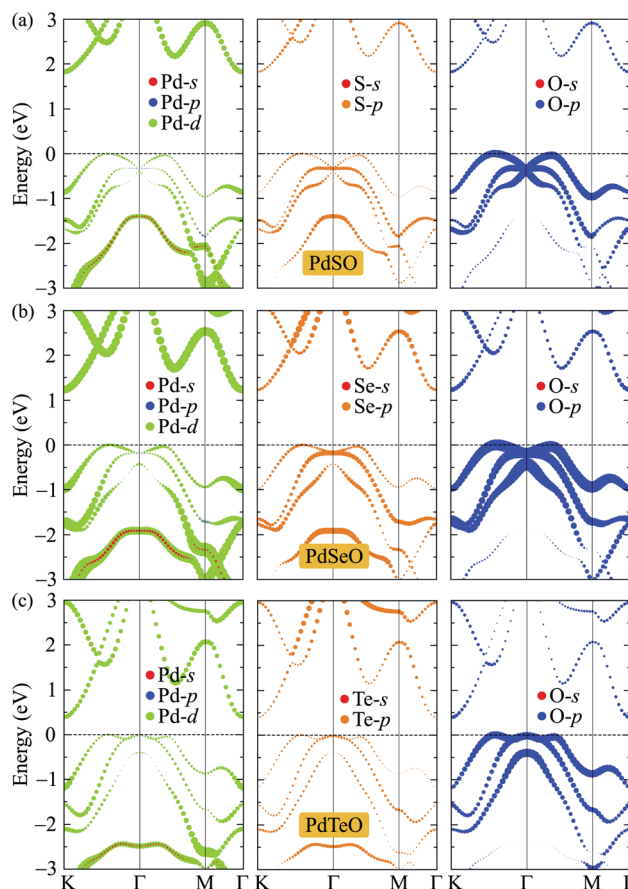 (a)
Energy (eV)
3
2
1
0
−1
−2
−3
Pd-s
Pd-p
Pd-d
S-s
S-p
PdSO
O-s
O-p
(b)
Energy (eV)
3
2
1
0
−1
−2
−3
Pd-s
Pd-p
Pd-d
Se-s
Se-p
PdSeO
O-s
O-p
(c)
Energy (eV)
3
2
1
0
−1
−2
−3
Pd-s
Pd-p
Pd-d
Te-s
Te-p
PdTeO
O-s
O-p
K Γ M Γ K Γ M Γ K Γ M Γ